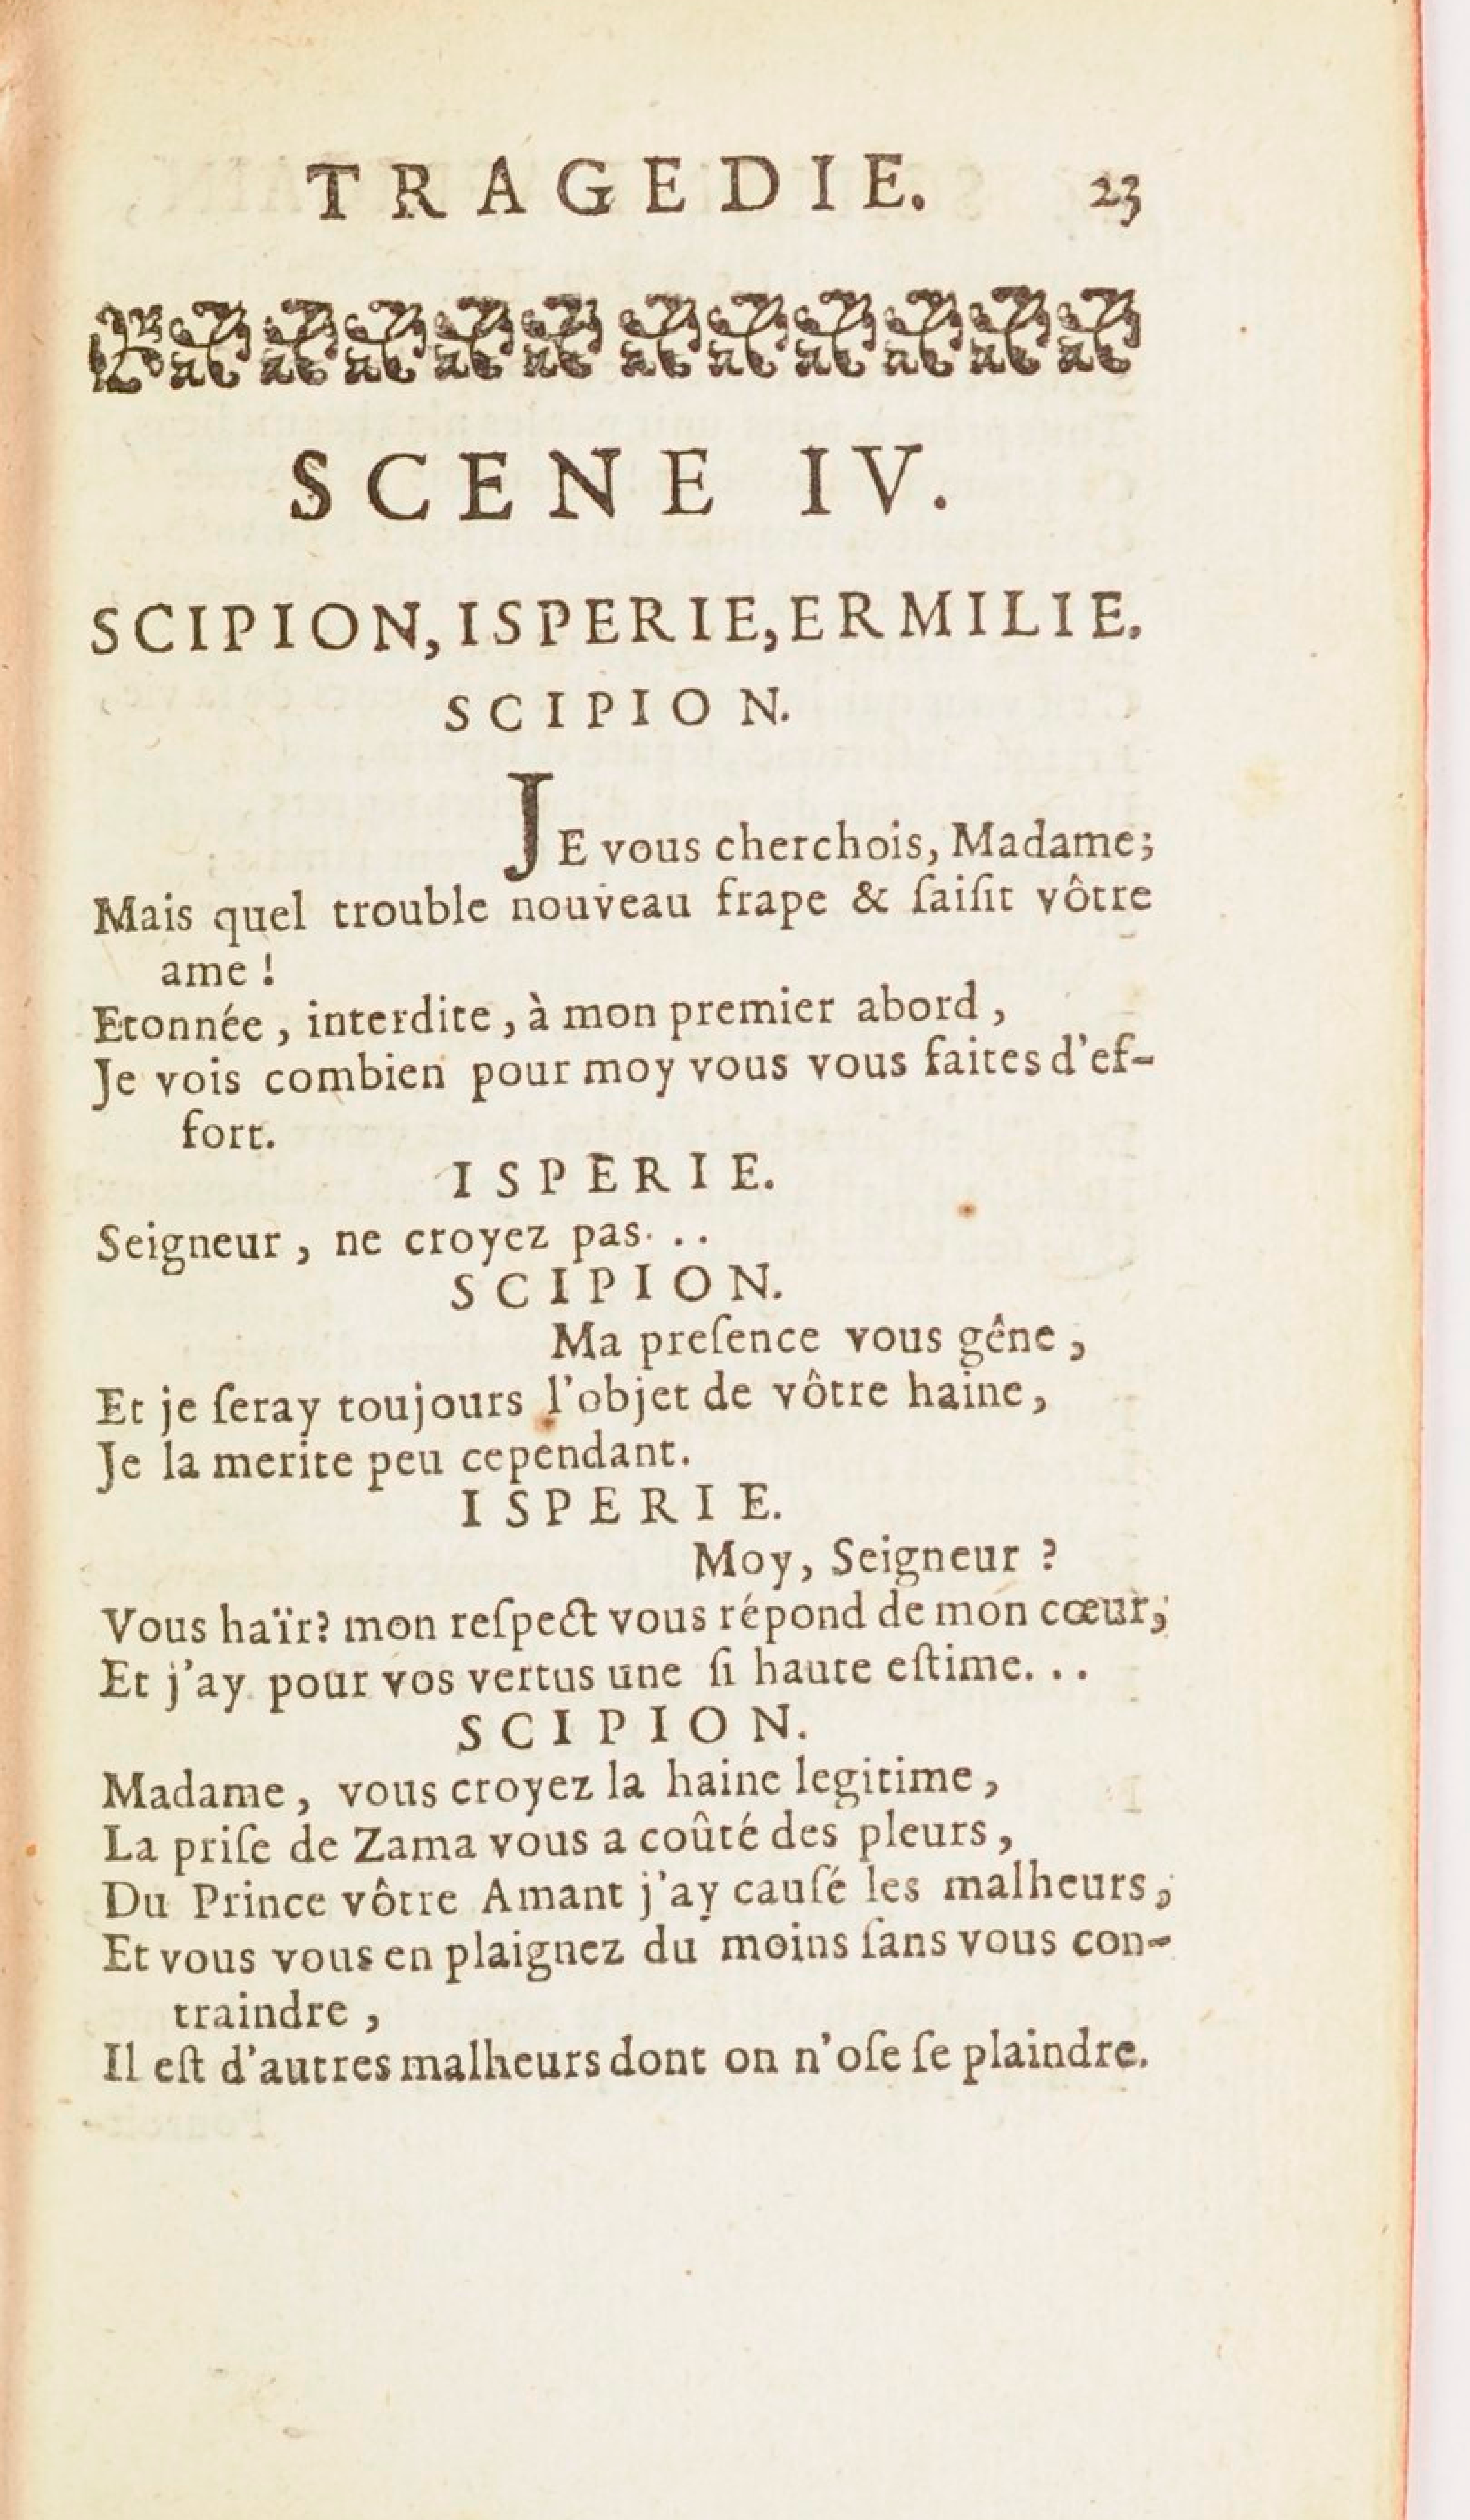 TRAGEDIE. 23
SCENE IV.
SCIPION, ISPERIE, ERMILIE.
SCIPION.
JE vous cherchois, Madame;
Mais quel trouble nouveau frape & ſaiſit vôtre
ame !
Etonnée , interdite , à mon premier abord ,
Je vois combien pour moy vous vous faites d'ef-
fort.
ISPERIE.
Seigneur , ne croyez pas. . .
SCIPION.
Ma preſence vous gêne ,
Et je ſeray toujours l'objet de vôtre haine ,
Je la merite peu cependant.
ISPERIE.
Moy, Seigneur ?
Vous haïr? mon reſpect vous répond de mon cœur,
Et j'ay pour vos vertus une ſi haute eſtime. . .
SCIPION.
Madame , vous croyez la haine legitime ,
La priſe de Zama vous a coûté des pleurs ,
Du Prince vôtre Amant j'ay cauſé les malheurs ,
Et vous vous en plaignez du moins ſans vous con-
traindre ,
Il eſt d'autres malheurs dont on n'oſe ſe plaindre.